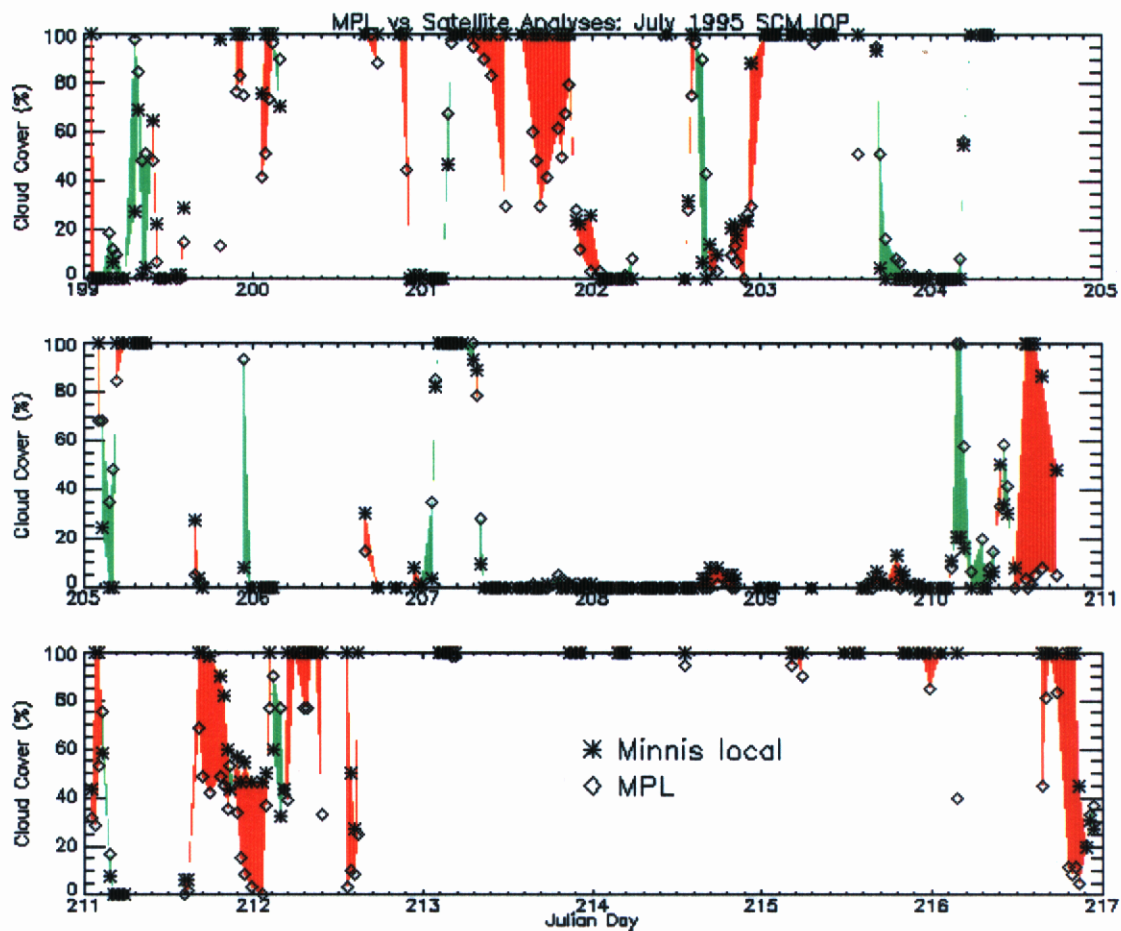 MPL vs Satellite Analyses: July 1995 SCM IOP
100
80
60
40
20
0
Cloud Cover (%)
199 200 201 202 203 204 205
100
80
60
40
20
0
Cloud Cover (%)
205 206 207 208 209 210 211
100
80
60
40
20
0
Cloud Cover (%)
Minnis local
MPL
211 212 213 214 215 216 217
Julian Day